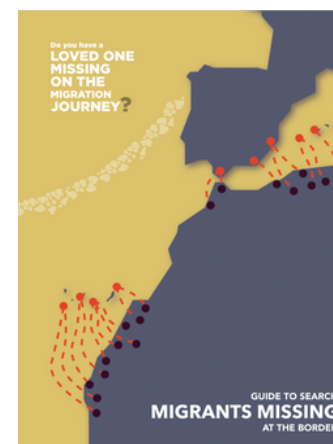 Do you have a
LOVED ONE
MISSING
ON THE
MIGRATION
JOURNEY?
GUIDE TO SEARCH
MIGRANTS MISSING
AT THE BORDER